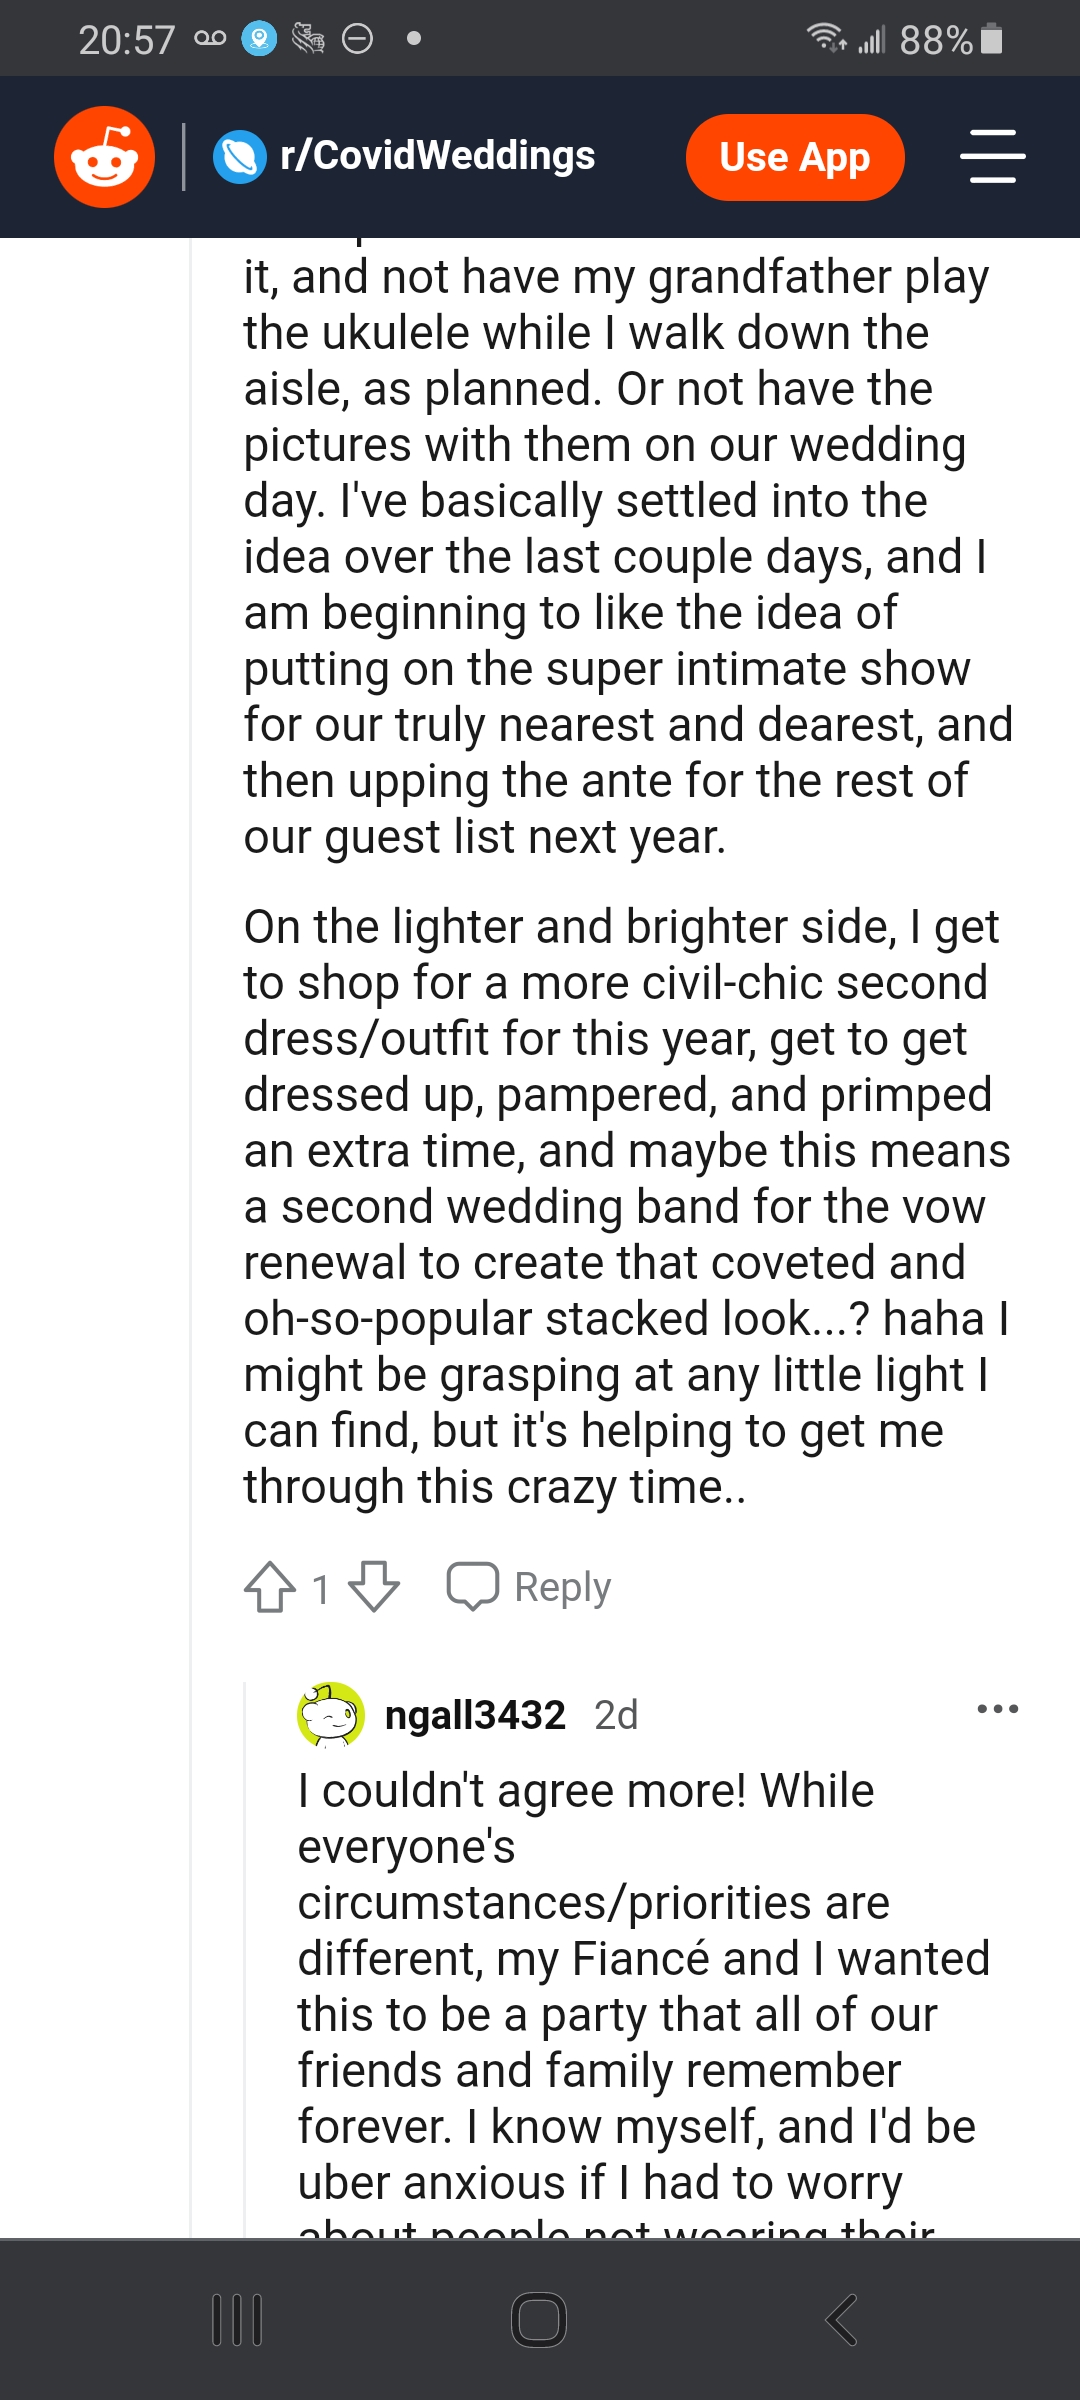 20:57
88%
r/CovidWeddings
Use App
it, and not have my grandfather play
the ukulele while I walk down the
aisle, as planned. Or not have the
pictures with them on our wedding
day. I've basically settled into the
idea over the last couple days, and I
am beginning to like the idea of
putting on the super intimate show
for our truly nearest and dearest, and
then upping the ante for the rest of
our guest list next year.
On the lighter and brighter side, I get
to shop for a more civil-chic second
dress/outfit for this year, get to get
dressed up, pampered, and primped
an extra time, and maybe this means
a second wedding band for the vow
renewal to create that coveted and
oh-so-popular stacked look...? haha I
might be grasping at any little light I
can find, but it's helping to get me
through this crazy time..
1
Reply
ngall3432 2d
I couldn't agree more! While
everyone's
circumstances/priorities are
different, my Fiancé and I wanted
this to be a party that all of our
friends and family remember
forever. I know myself, and I'd be
uber anxious if I had to worry
about people not wearing their